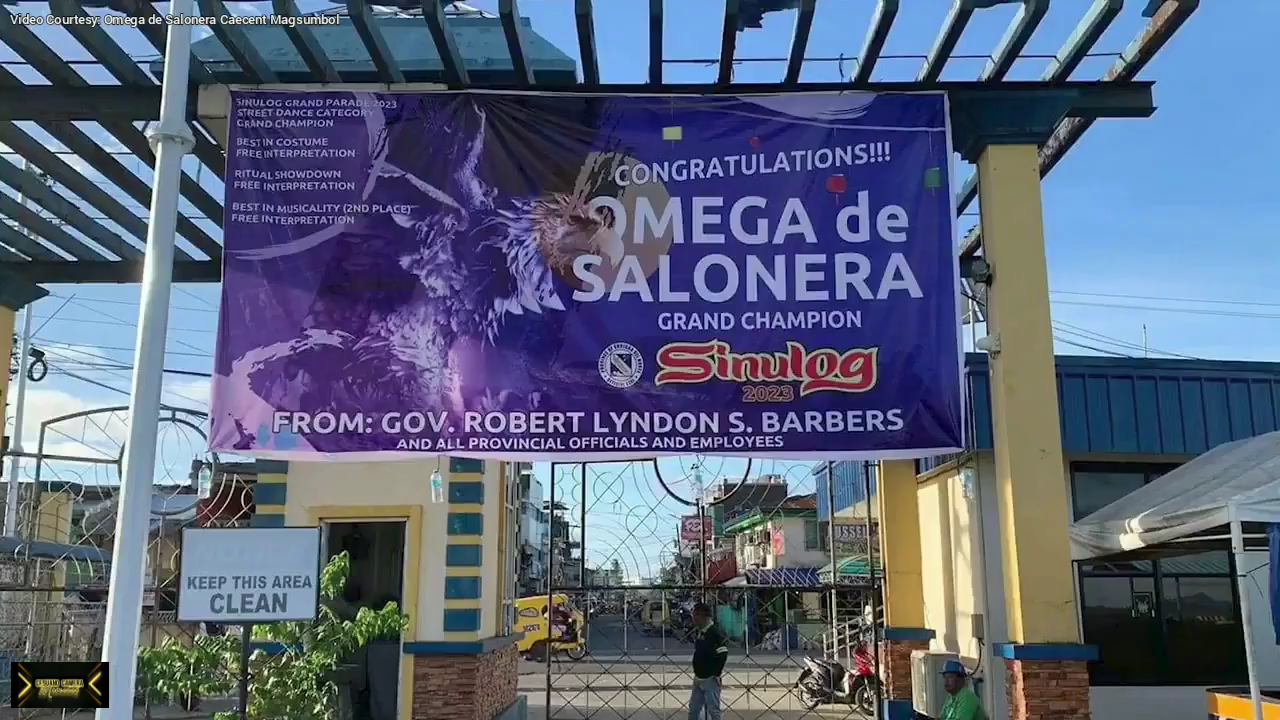 Video Courtesy: Omega de Salonera Caecent Magsumbol
SINULOG GRAND PARADE 2023
STREET DANCE CATEGORY
GRAND CHAMPION
BEST IN COSTUME
FREE INTERPRETATION
RITUAL SHOWDOWN
FREE INTERPRETATION
BEST IN MUSICALITY (2ND PLACE)
FREE INTERPRETATION
CONGRATULATIONS!!!
OMEGA de
SALONERA
GRAND CHAMPION
Sinulog
2023
FROM: GOV. ROBERT LYNDON S. BARBERS
AND ALL PROVINCIAL OFFICIALS AND EMPLOYEES
KEEP THIS AREA
CLEAN